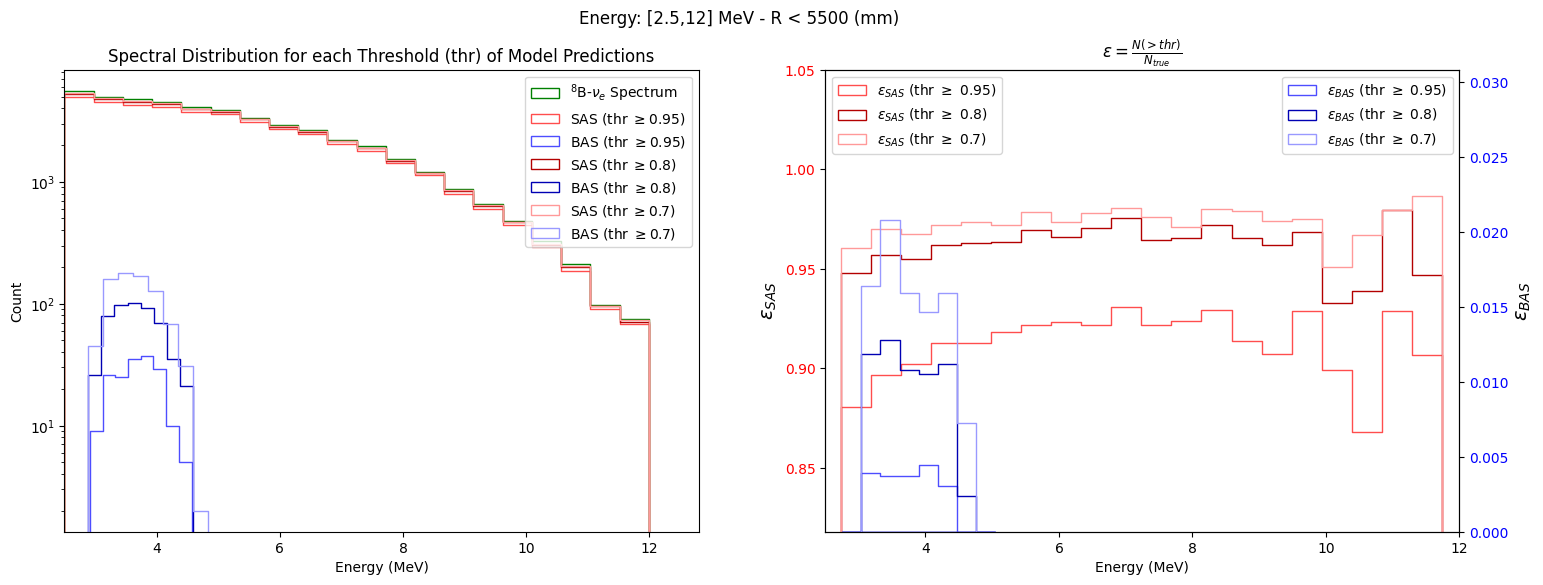 Energy: [2.5,12] MeV - R < 5500 (mm)
Spectral Distribution for each Threshold (thr) of Model Predictions
⁸B-νₑ Spectrum
SAS (thr ≥0.95)
BAS (thr ≥0.95)
SAS (thr ≥0.8)
BAS (thr ≥0.8)
SAS (thr ≥0.7)
BAS (thr ≥0.7)
10³
10²
10¹
Count
4 6 8 10 12
Energy (MeV)
ε = N(>thr) / N_true
ε_SAS (thr ≥ 0.95)
ε_SAS (thr ≥ 0.8)
ε_SAS (thr ≥ 0.7)
ε_BAS (thr ≥ 0.95)
ε_BAS (thr ≥ 0.8)
ε_BAS (thr ≥ 0.7)
1.05
1.00
0.95
0.90
0.85
ε_SAS
0.030
0.025
0.020
0.015
0.010
0.005
0.000
ε_BAS
4 6 8 10 12
Energy (MeV)